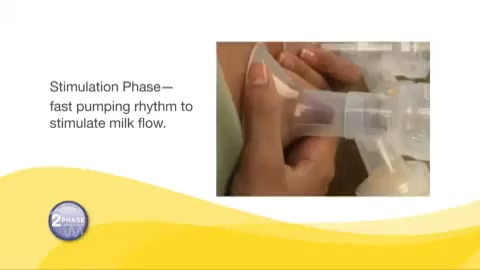 Stimulation Phase—
fast pumping rhythm to
stimulate milk flow.
2
PHASE